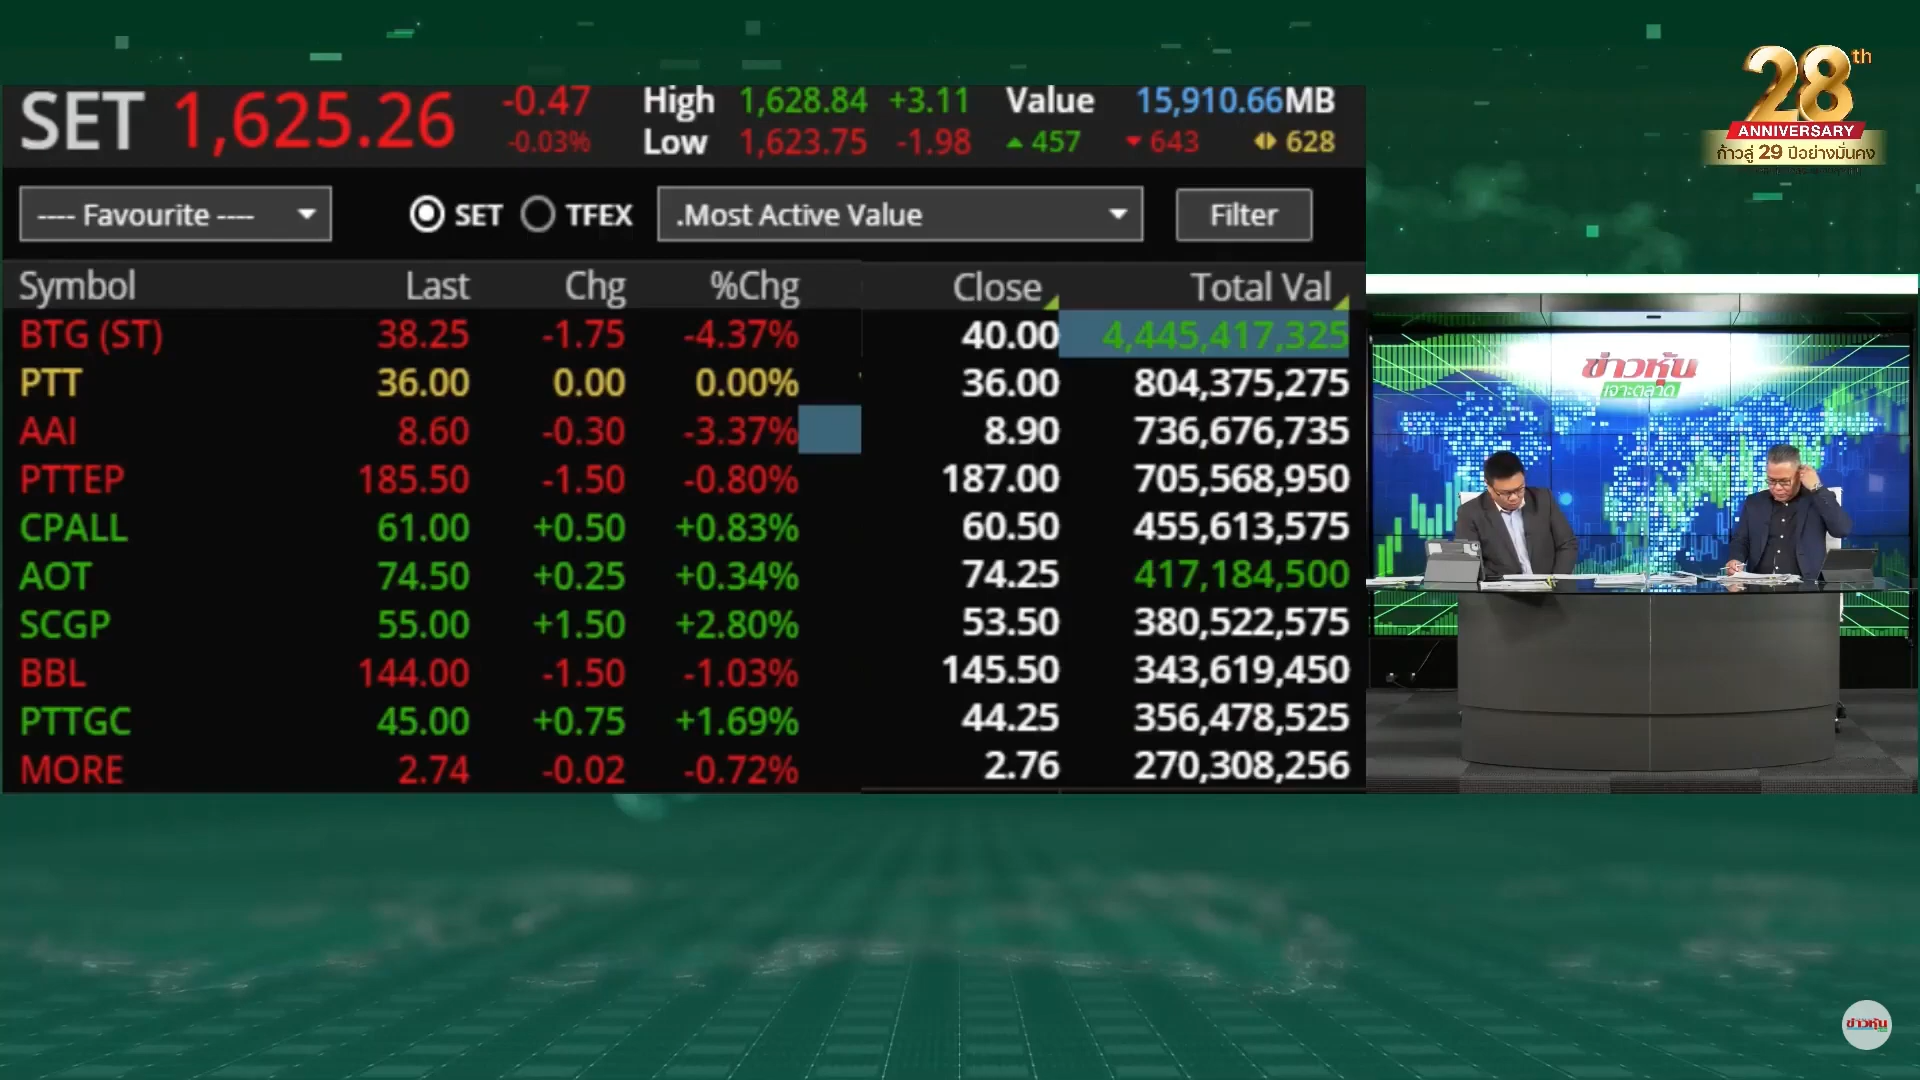 SET 1,625.26 -0.47 High 1,628.84 +3.11 Value 15,910.66MB
-0.03% Low 1,623.75 -1.98 457 643 628
28th
ANNIVERSARY
ก้าวสู่ 29 ปีอย่างมั่นคง
---- Favourite ---- SET TFEX .Most Active Value Filter
Symbol Last Chg %Chg Close Total Val
BTG (ST) 38.25 -1.75 -4.37% 40.00 4,445,417,325
PTT 36.00 0.00 0.00% 36.00 804,375,275
AAI 8.60 -0.30 -3.37% 8.90 736,676,735
PTTEP 185.50 -1.50 -0.80% 187.00 705,568,950
CPALL 61.00 +0.50 +0.83% 60.50 455,613,575
AOT 74.50 +0.25 +0.34% 74.25 417,184,500
SCGP 55.00 +1.50 +2.80% 53.50 380,522,575
BBL 144.00 -1.50 -1.03% 145.50 343,619,450
PTTGC 45.00 +0.75 +1.69% 44.25 356,478,525
MORE 2.74 -0.02 -0.72% 2.76 270,308,256
ข่าวหุ้น
เจาะตลาด
ข่าวหุ้น